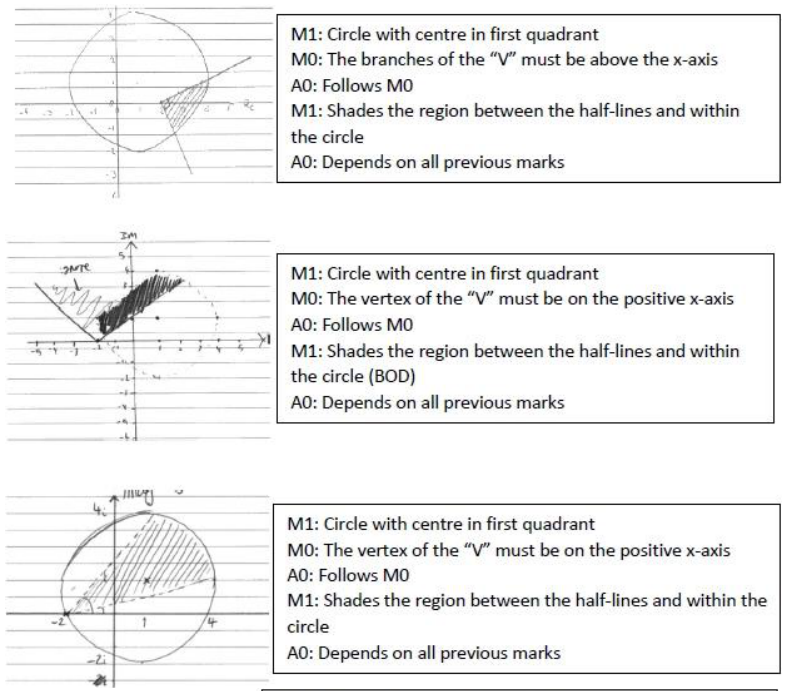 M1: Circle with centre in first quadrant
M0: The branches of the “V” must be above the x-axis
A0: Follows M0
M1: Shades the region between the half-lines and within
the circle
A0: Depends on all previous marks
Im
M1: Circle with centre in first quadrant
M0: The vertex of the “V” must be on the positive x-axis
A0: Follows M0
M1: Shades the region between the half-lines and within
the circle (BOD)
A0: Depends on all previous marks
4i
-2
1
4
-2i
M1: Circle with centre in first quadrant
M0: The vertex of the “V” must be on the positive x-axis
A0: Follows M0
M1: Shades the region between the half-lines and within the
circle
A0: Depends on all previous marks